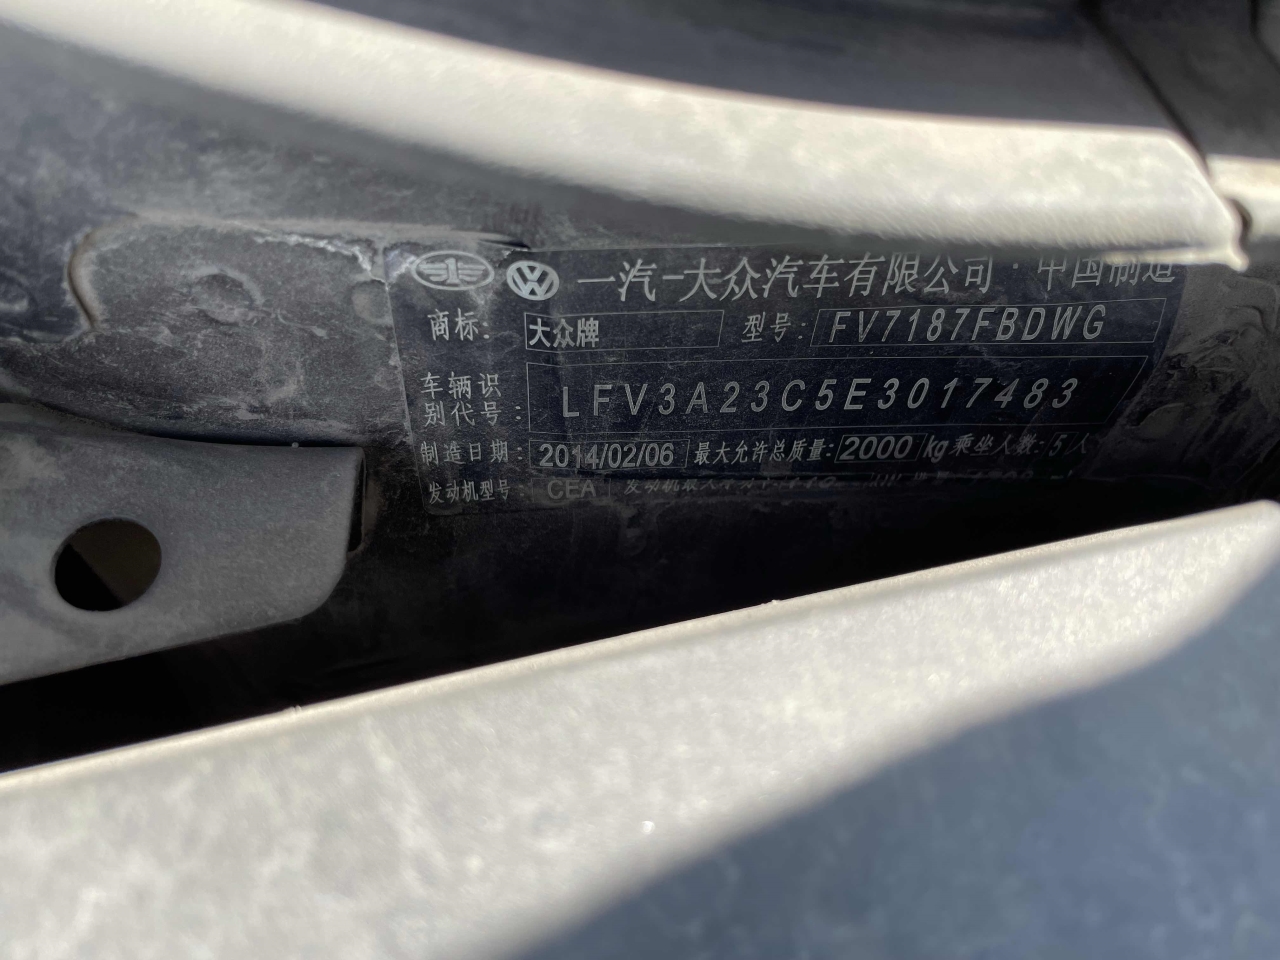 一汽-大众汽车有限公司·中国制造
商标: 大众牌 型号: FV7187FBDWG
车辆识别代号: LFV3A23C5E3017483
制造日期: 2014/02/06 最大允许总质量: 2000 kg 乘坐人数: 5人
发动机型号: CEA